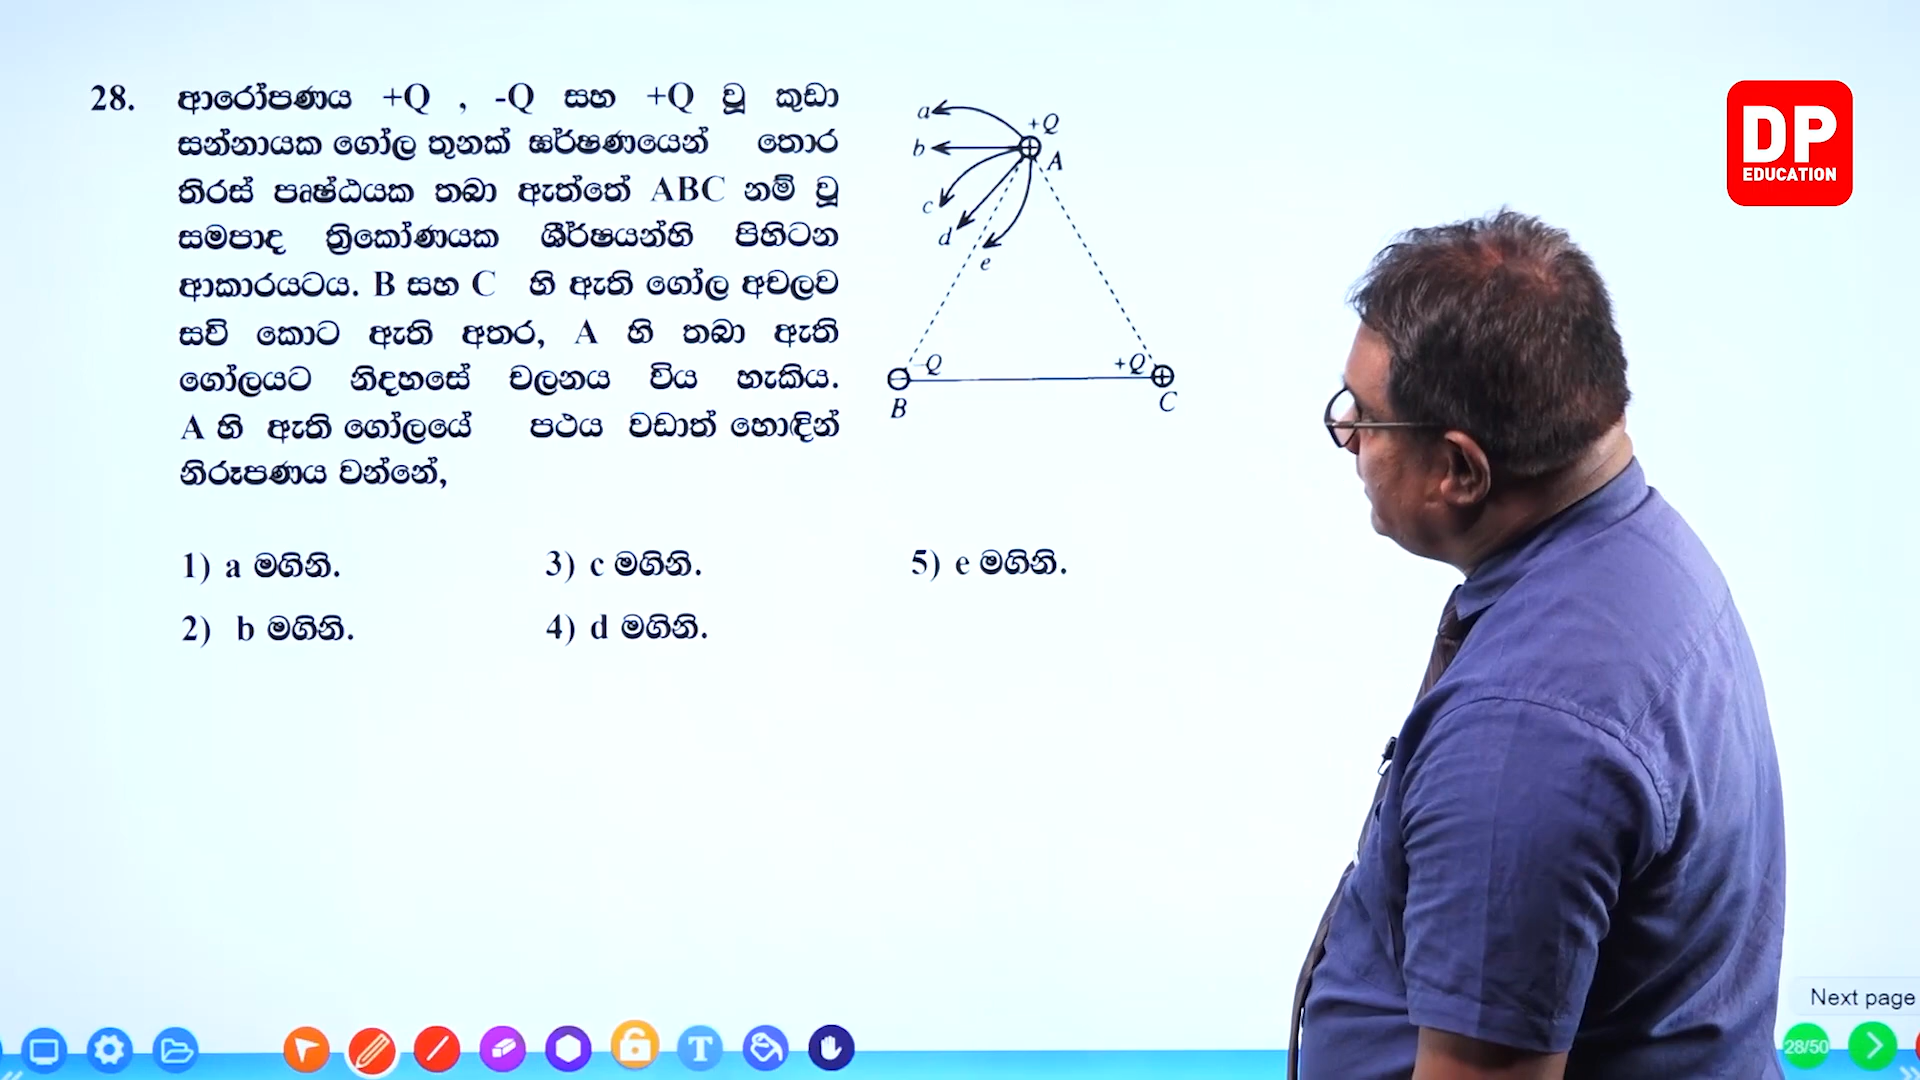 28. ආරෝපණය +Q , -Q සහ +Q වූ කුඩා
සන්නායක ගෝල තුනක් ඝර්ෂණයෙන් තොර
තිරස් පෘෂ්ඨයක තබා ඇත්තේ ABC නම් වූ
සමපාද ත්‍රිකෝණයක ශීර්ෂයන්හි පිහිටන
ආකාරයටය. B සහ C හි ඇති ගෝල අචලව
සවි කොට ඇති අතර, A හි තබා ඇති
ගෝලයට නිදහසේ චලනය විය හැකිය.
A හි ඇති ගෝලයේ පථය වඩාත් හොඳින්
නිරූපණය වන්නේ,
a
+Q
b
A
c
d
e
-Q
+Q
B
C
1) a මගිනි.
3) c මගිනි.
5) e මගිනි.
2) b මගිනි.
4) d මගිනි.
DP
EDUCATION
Next page
T
28/50